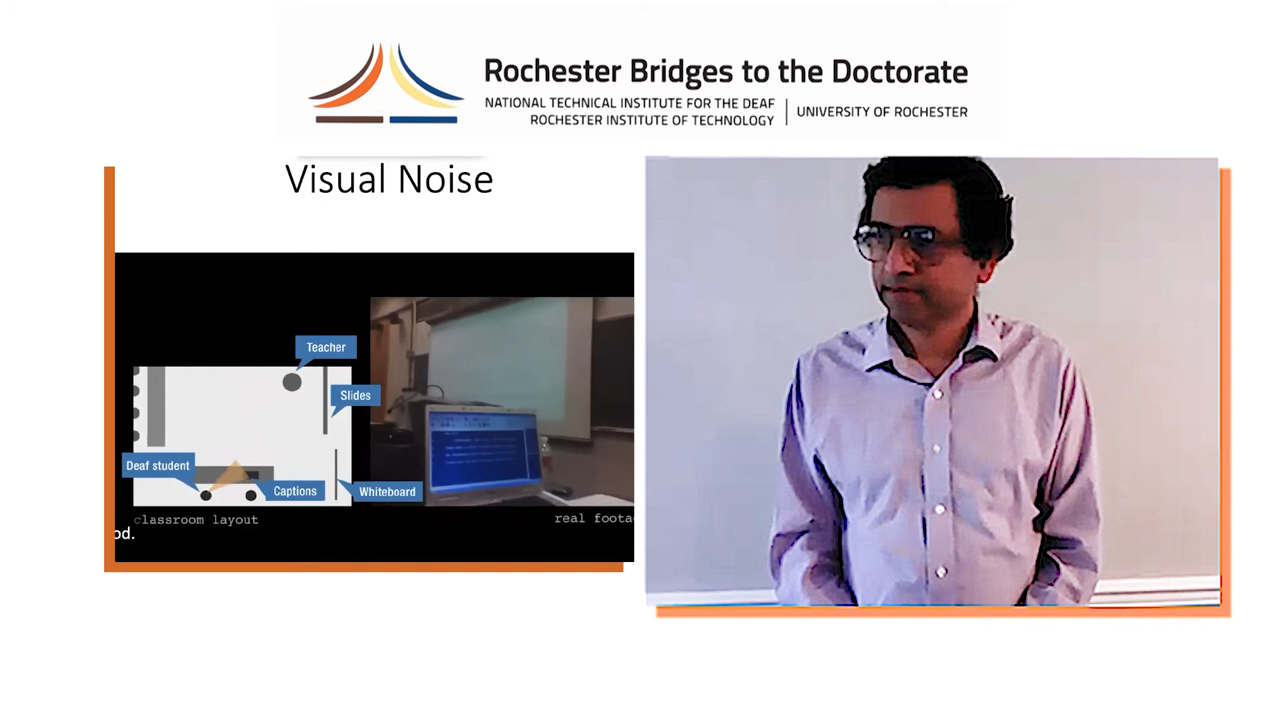 Rochester Bridges to the Doctorate
NATIONAL TECHNICAL INSTITUTE FOR THE DEAF
ROCHESTER INSTITUTE OF TECHNOLOGY
UNIVERSITY OF ROCHESTER
Visual Noise
Teacher
Slides
Deaf student
Captions
Whiteboard
classroom layout
real foota
od.